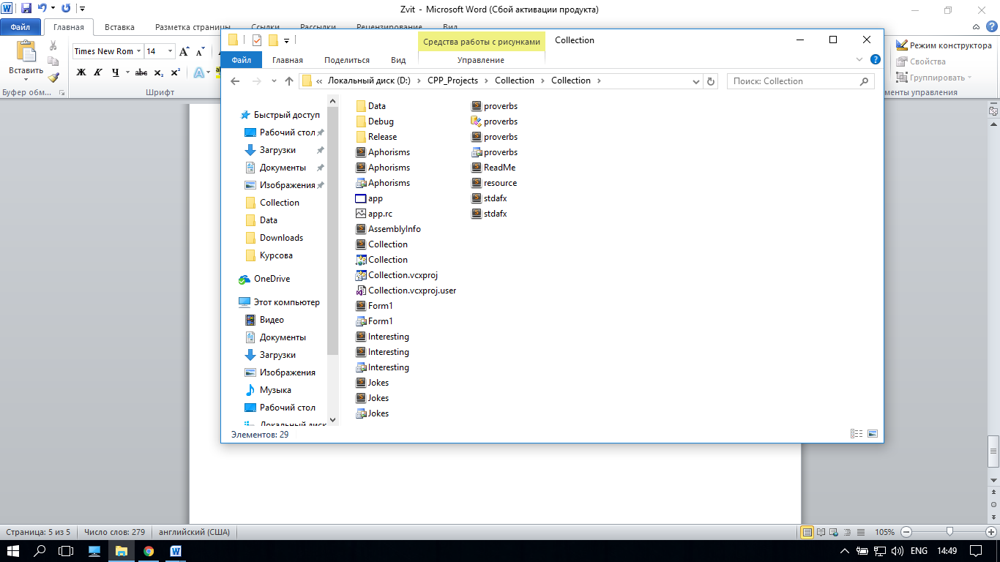 Zvit - Microsoft Word (Сбой активации продукта)
Файл Главная Вставка Разметка страницы Ссылки Рассылки Рецензирование Вид
Times New Rom 14
Вставить
Ж К Ч abc x₂ x²
Буфер обм... Шрифт
Режим конструктора
Свойства
Группировать
менты управления
Средства работы с рисунками Collection
Файл Главная Поделиться Вид Управление
« Локальный диск (D:) CPP_Projects Collection Collection
Поиск: Collection
Быстрый доступ
Рабочий стол
Загрузки
Документы
Изображения
Collection
Data
Downloads
Курсова
OneDrive
Этот компьютер
Видео
Документы
Загрузки
Изображения
Музыка
Рабочий стол
Локальный диск
Data
Debug
Release
Aphorisms
Aphorisms
Aphorisms
app
app.rc
AssemblyInfo
Collection
Collection
Collection.vcxproj
Collection.vcxproj.user
Form1
Form1
Interesting
Interesting
Interesting
Jokes
Jokes
Jokes
proverbs
proverbs
proverbs
proverbs
ReadMe
resource
stdafx
stdafx
Элементов: 29
Страница: 5 из 5 Число слов: 279 английский (США) 105%
ENG 14:49